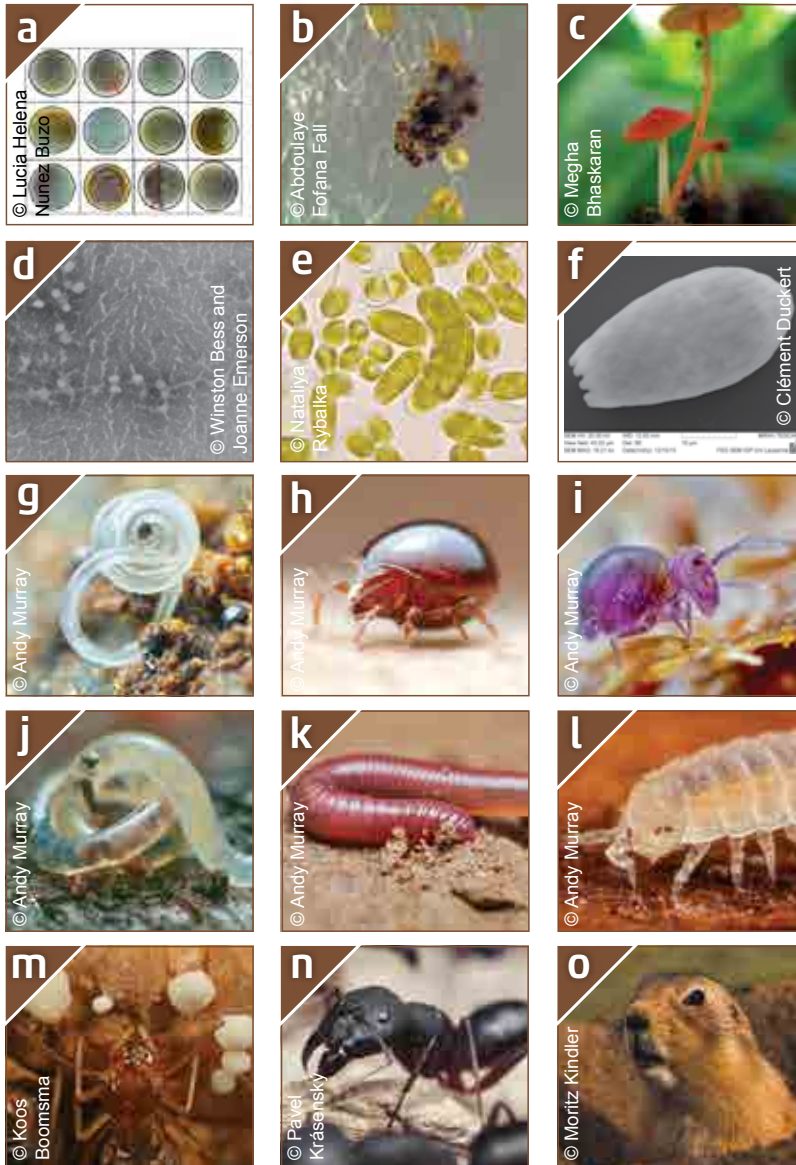 a
© Lucia Helena
Nunez Buzo
b
© Abdoulaye
Fofana Fall
c
© Megha
Bhaskaran
d
© Winston Bess and
Joanne Emerson
e
© Nataliya
Rybalka
f
© Clément Duckert
g
© Andy Murray
h
© Andy Murray
i
© Andy Murray
j
© Andy Murray
k
© Andy Murray
l
© Andy Murray
m
© Koos
Boomsma
n
© Pavel
Krásensky
o
© Moritz Kindler